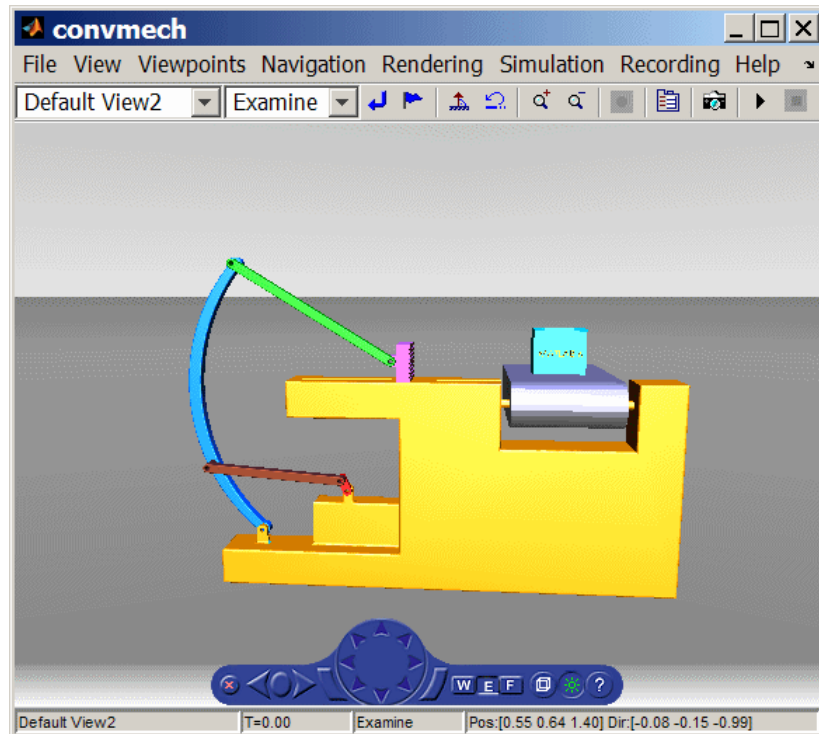 convmech
File View Viewpoints Navigation Rendering Simulation Recording Help
Default View2 Examine
W E F ?
Default View2 T=0.00 Examine Pos:[0.55 0.64 1.40] Dir:[-0.08 -0.15 -0.99]